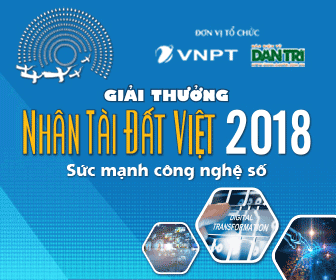 ĐƠN VỊ TỔ CHỨC
VNPT
DÂN TRÍ
GIẢI THƯỞNG
NHÂN TÀI ĐẤT VIỆT 2018
Sức mạnh công nghệ số
DIGITAL
TRANSFORMATION